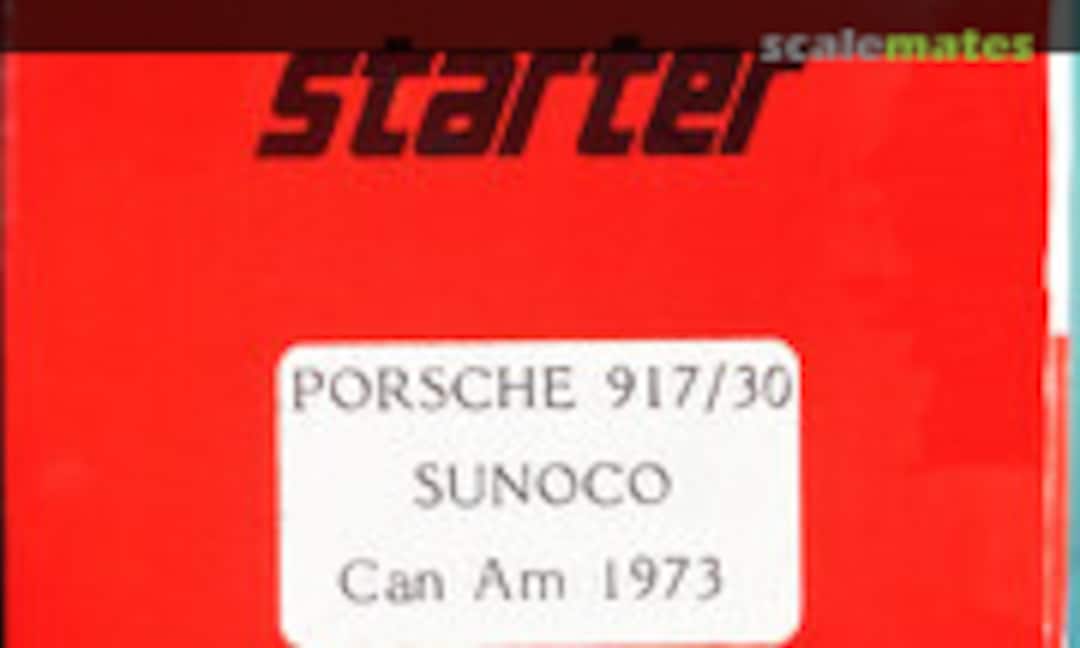 scalemates
starter
PORSCHE 917/30
SUNOCO
Can Am 1973